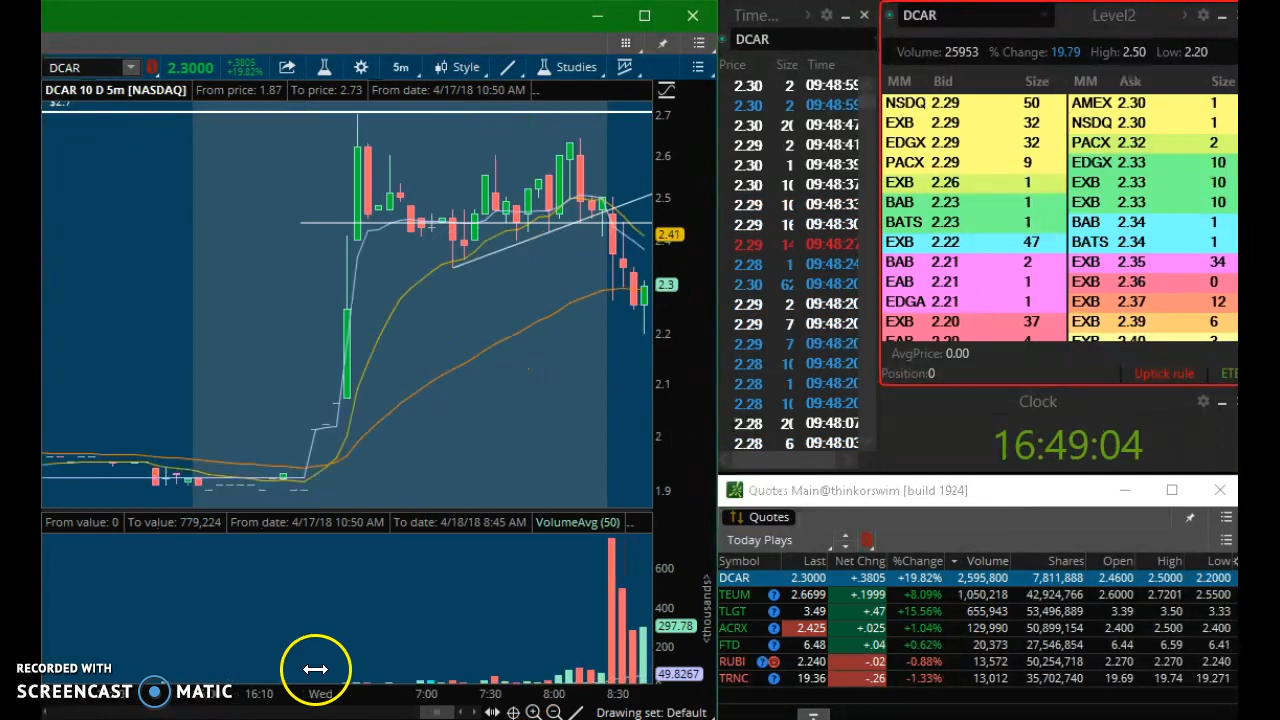 DCAR 2.3000 +.3805 +19.82% 5m Style Studies
DCAR 10 D 5m [NASDAQ] From price: 1.87 To price: 2.73 From date: 4/17/18 10:50 AM ..
$2.7
2.7
2.6
2.5
2.41
2.4
2.3
2.2
2.1
2
1.9
From value: 0 To value: 779,224 From date: 4/17/18 10:50 AM To date: 4/18/18 8:45 AM VolumeAvg (50) ..
600
400
297.78
200
49.8267
<thousands>
16:10 Wed 7:00 7:30 8:00 8:30
Drawing set: Default
RECORDED WITH
SCREENCAST MATIC
Time...
DCAR
Price Size Time
2.30 2 09:48:59
2.30 2 09:48:59
2.30 20 09:48:47
2.29 2 09:48:41
2.30 1 09:48:39
2.30 10 09:48:37
2.29 10 09:48:33
2.29 16 09:48:30
2.29 14 09:48:27
2.28 1 09:48:24
2.30 62 09:48:20
2.29 2 09:48:20
2.29 7 09:48:20
2.29 7 09:48:20
2.28 10 09:48:20
2.28 1 09:48:20
2.28 10 09:48:20
2.28 20 09:48:07
2.28 6 09:48:03
DCAR Level2
Volume: 25953 % Change: 19.79 High: 2.50 Low: 2.20
MM Bid Size MM Ask Size
NSDQ 2.29 50 AMEX 2.30 1
EXB 2.29 32 NSDQ 2.30 1
EDGX 2.29 32 PACX 2.32 2
PACX 2.29 9 EDGX 2.33 10
EXB 2.26 1 EXB 2.33 10
BAB 2.23 1 EXB 2.33 10
BATS 2.23 1 BAB 2.34 1
EXB 2.22 47 BATS 2.34 1
BAB 2.21 2 EXB 2.35 34
EAB 2.21 1 EXB 2.36 0
EDGA 2.21 1 EXB 2.37 12
EXB 2.20 37 EXB 2.39 6
EAB 2.20 4 EXB 2.40 3
AvgPrice: 0.00
Position:0 Uptick rule ETB
Clock
16:49:04
Quotes Main@thinkorswim [build 1924]
Quotes
Today Plays
Symbol Last Net Chng %Change Volume Shares Open High Low
DCAR 2.3000 +.3805 +19.82% 2,595,800 7,811,888 2.4600 2.5000 2.2000
TEUM 2.6699 +.1999 +8.09% 1,050,218 42,924,766 2.6000 2.7201 2.5500
TLGT 3.49 +.47 +15.56% 655,943 53,496,889 3.39 3.50 3.33
ACRX 2.425 +.025 +1.04% 129,990 50,899,154 2.400 2.500 2.400
FTD 6.48 +.04 +0.62% 20,373 27,546,854 6.44 6.48 6.44
RUBI 2.240 -.02 -0.88% 13,572 50,254,718 2.270 2.270 2.240
TRNC 19.36 -.26 -1.33% 13,012 35,702,740 19.69 19.74 19.271